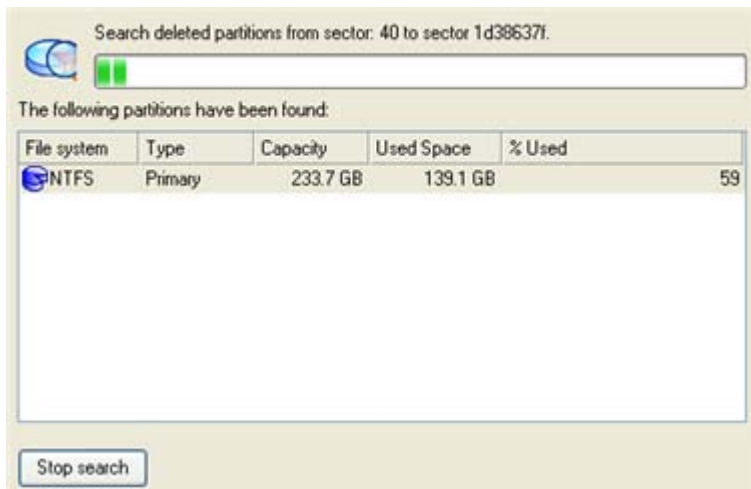 Search deleted partitions from sector: 40 to sector 1d38637f.
The following partitions have been found:
File system Type Capacity Used Space % Used
NTFS Primary 233.7 GB 139.1 GB 59
Stop search